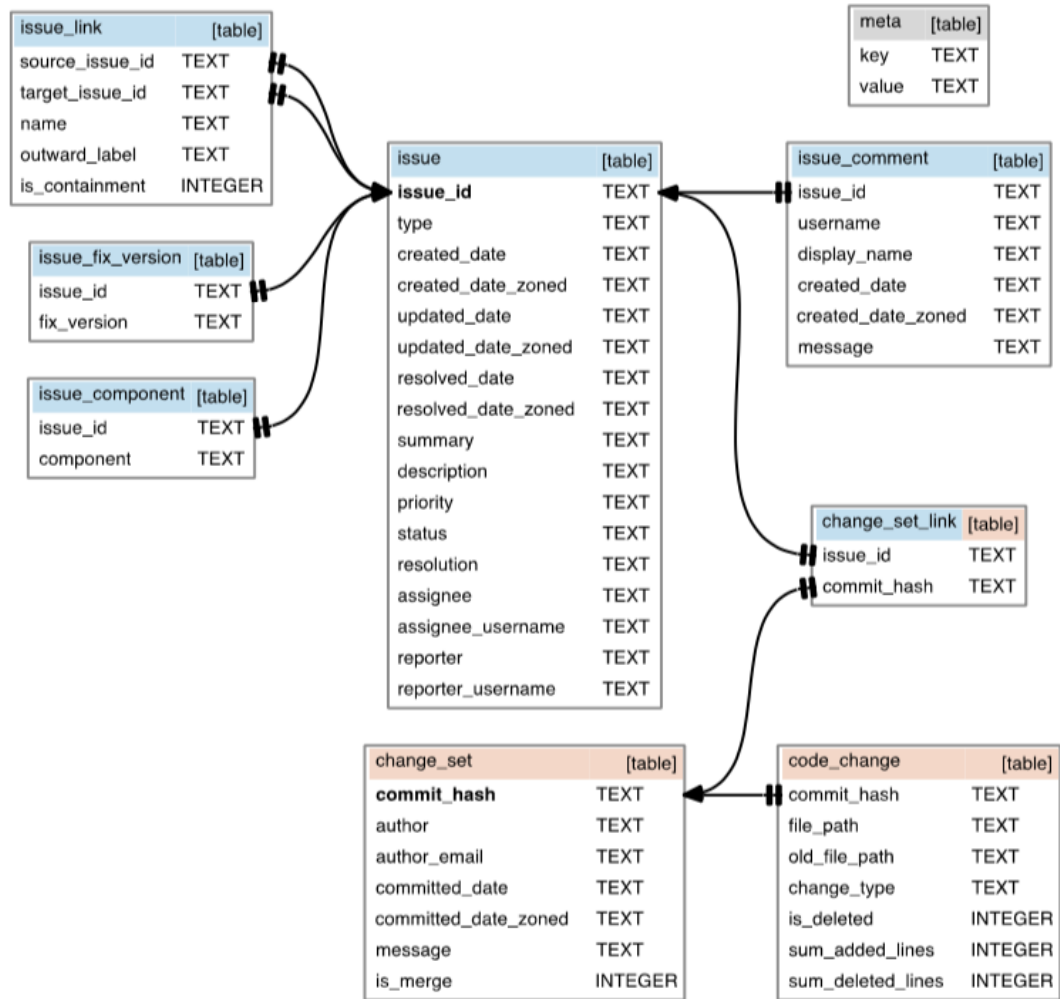 issue_link [table]
source_issue_id TEXT
target_issue_id TEXT
name TEXT
outward_label TEXT
is_containment INTEGER
meta [table]
key TEXT
value TEXT
issue_fix_version [table]
issue_id TEXT
fix_version TEXT
issue_component [table]
issue_id TEXT
component TEXT
issue [table]
issue_id TEXT
type TEXT
created_date TEXT
created_date_zoned TEXT
updated_date TEXT
updated_date_zoned TEXT
resolved_date TEXT
resolved_date_zoned TEXT
summary TEXT
description TEXT
priority TEXT
status TEXT
resolution TEXT
assignee TEXT
assignee_username TEXT
reporter TEXT
reporter_username TEXT
issue_comment [table]
issue_id TEXT
username TEXT
display_name TEXT
created_date TEXT
created_date_zoned TEXT
message TEXT
change_set_link [table]
issue_id TEXT
commit_hash TEXT
change_set [table]
commit_hash TEXT
author TEXT
author_email TEXT
committed_date TEXT
committed_date_zoned TEXT
message TEXT
is_merge INTEGER
code_change [table]
commit_hash TEXT
file_path TEXT
old_file_path TEXT
change_type TEXT
is_deleted INTEGER
sum_added_lines INTEGER
sum_deleted_lines INTEGER